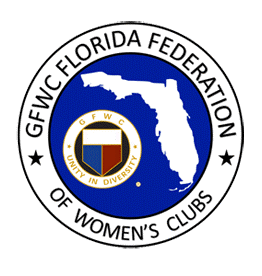 GFWC FLORIDA FEDERATION
OF WOMEN'S CLUBS
GFWC
UNITY IN DIVERSITY